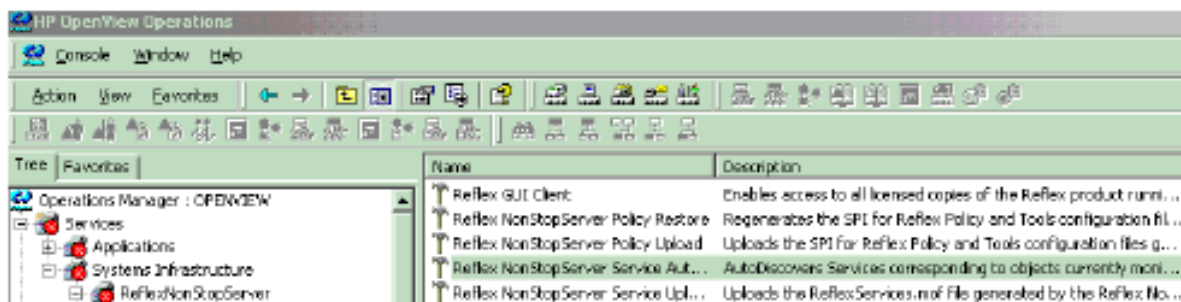 HP OpenView Operations
Console Window Help
Action View Favorites
Tree Favorites
Name Description
Operations Manager : OPENVIEW
Services
Applications
Systems Infrastructure
ReflexNonStopServer
Reflex GUI Client Enables access to all licensed copies of the Reflex product runni...
Reflex NonStopServer Policy Restore Regenerates the SPI for Reflex Policy and Tools configuration fil...
Reflex NonStopServer Policy Upload Uploads the SPI for Reflex Policy and Tools configuration files g...
Reflex NonStopServer Service Aut... AutoDiscovers Services corresponding to objects currently moni...
Reflex NonStopServer Service Upl... Uploads the ReflexServices.mof file generated by the Reflex No...